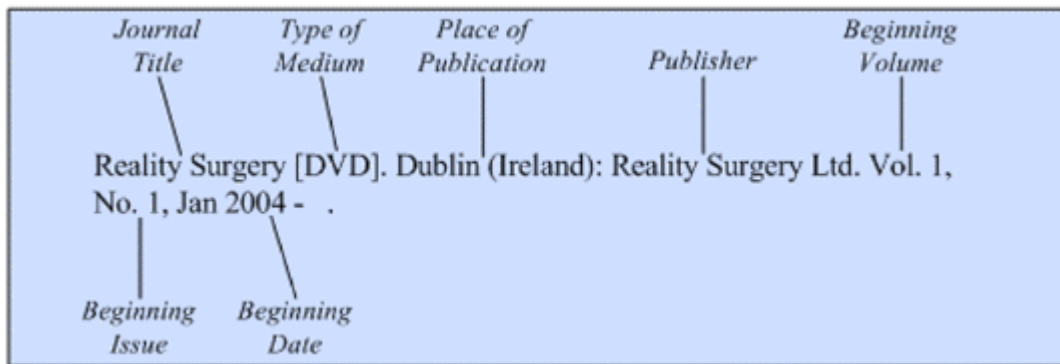 Journal Title
Type of Medium
Place of Publication
Publisher
Beginning Volume
Reality Surgery [DVD]. Dublin (Ireland): Reality Surgery Ltd. Vol. 1,
No. 1, Jan 2004 -   .
Beginning Issue
Beginning Date